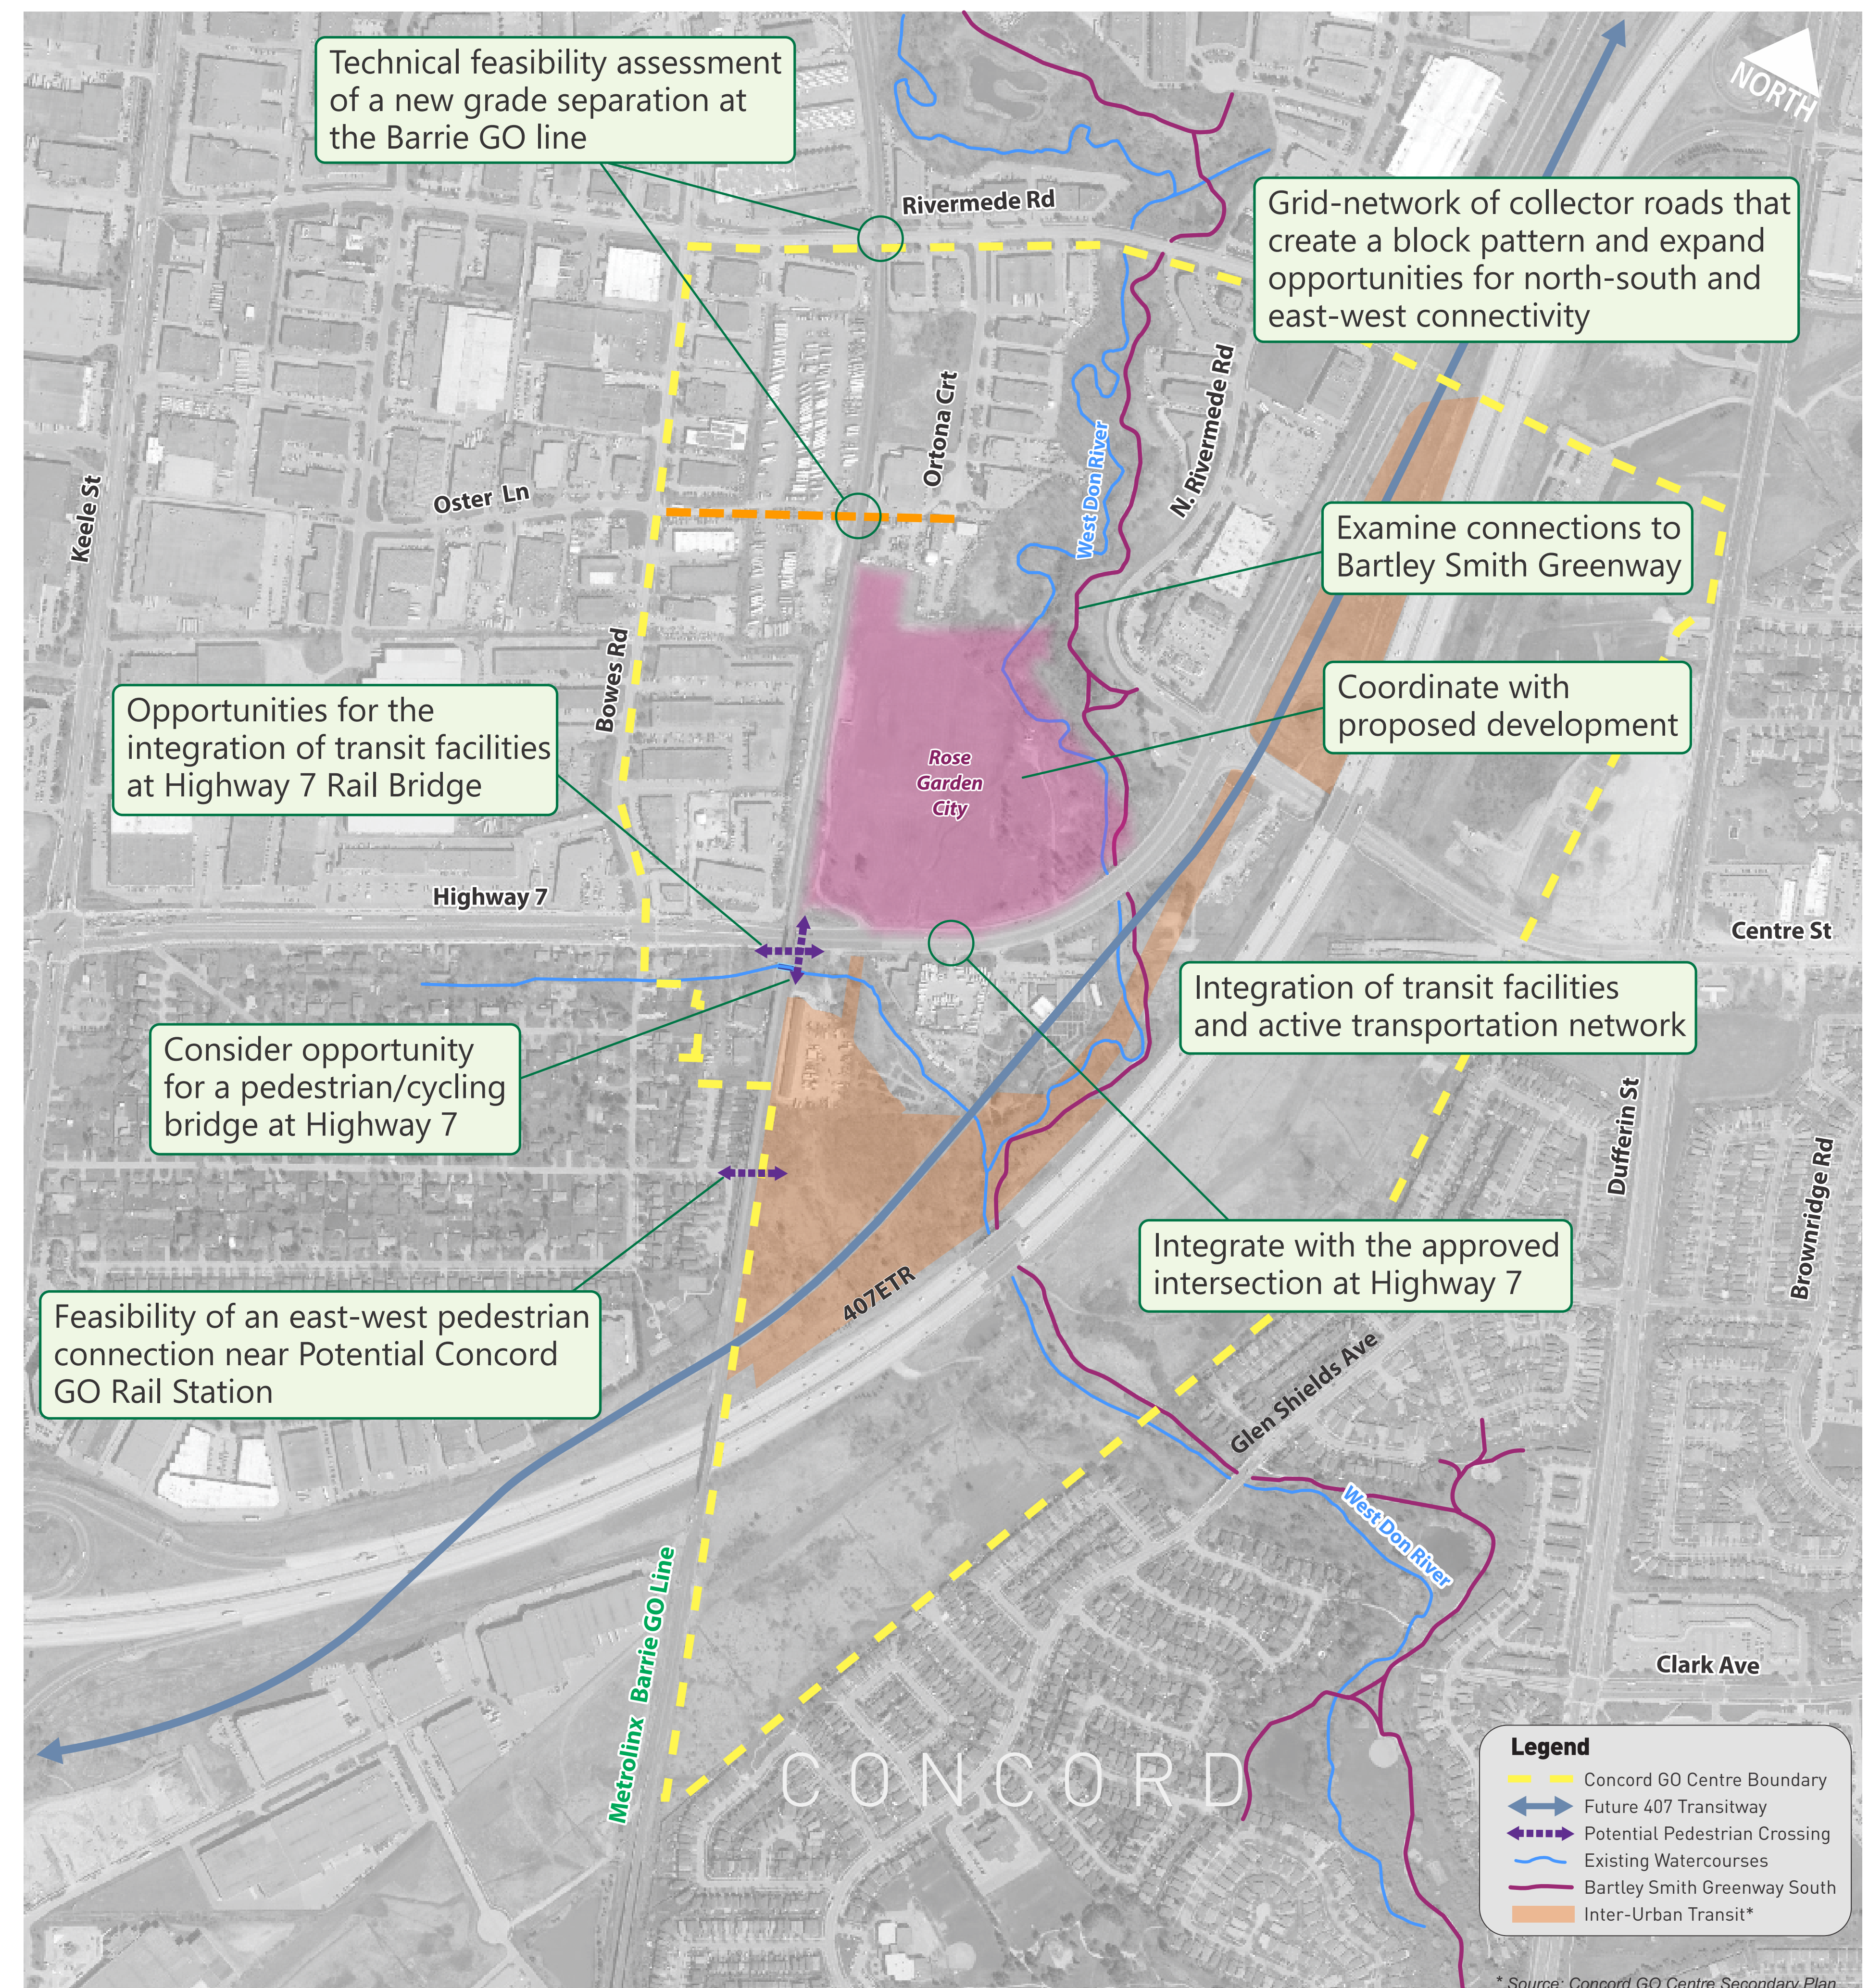 Technical feasibility assessment
of a new grade separation at
the Barrie GO line
NORTH
Rivermede Rd
Grid-network of collector roads that
create a block pattern and expand
opportunities for north-south and
east-west connectivity
Ortona Crt
N. Rivermede Rd
West Don River
Keele St
Oster Ln
Examine connections to
Bartley Smith Greenway
Bowes Rd
Opportunities for the
integration of transit facilities
at Highway 7 Rail Bridge
Coordinate with
proposed development
Rose
Garden
City
Highway 7
Centre St
Integration of transit facilities
and active transportation network
Consider opportunity
for a pedestrian/cycling
bridge at Highway 7
Dufferin St
Brownridge Rd
Integrate with the approved
intersection at Highway 7
407ETR
Feasibility of an east-west pedestrian
connection near Potential Concord
GO Rail Station
Glen Shields Ave
West Don River
Metrolinx Barrie GO Line
Clark Ave
CONCORD
Legend
Concord GO Centre Boundary
Future 407 Transitway
Potential Pedestrian Crossing
Existing Watercourses
Bartley Smith Greenway South
Inter-Urban Transit*
* Source: Concord GO Centre Secondary Plan